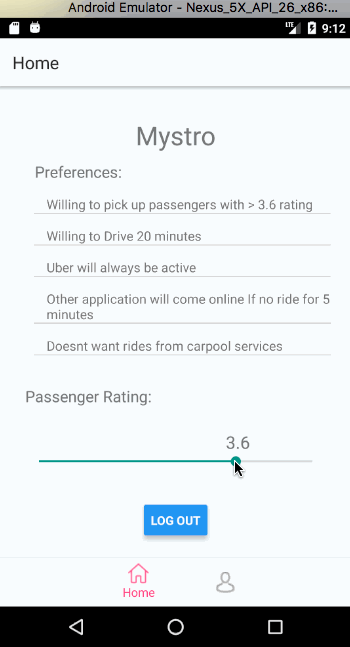 Android Emulator - Nexus_5X_API_26_x86:...
LTE 9:12
Home
Mystro
Preferences:
Willing to pick up passengers with > 3.6 rating
Willing to Drive 20 minutes
Uber will always be active
Other application will come online If no ride for 5
minutes
Doesnt want rides from carpool services
Passenger Rating:
3.6
LOG OUT
Home